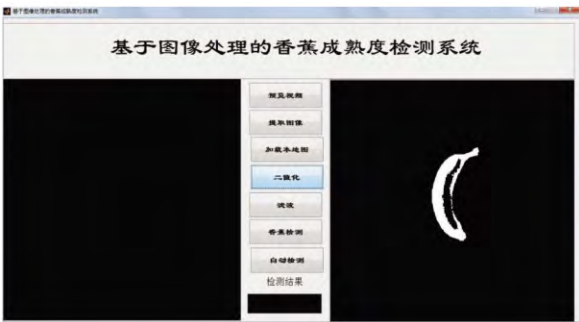 基于图像处理的香蕉成熟度检测系统
基于图像处理的香蕉成熟度检测系统
预览视频
提取图像
加载本地图
二值化
滤波
香蕉检测
自动检测
检测结果